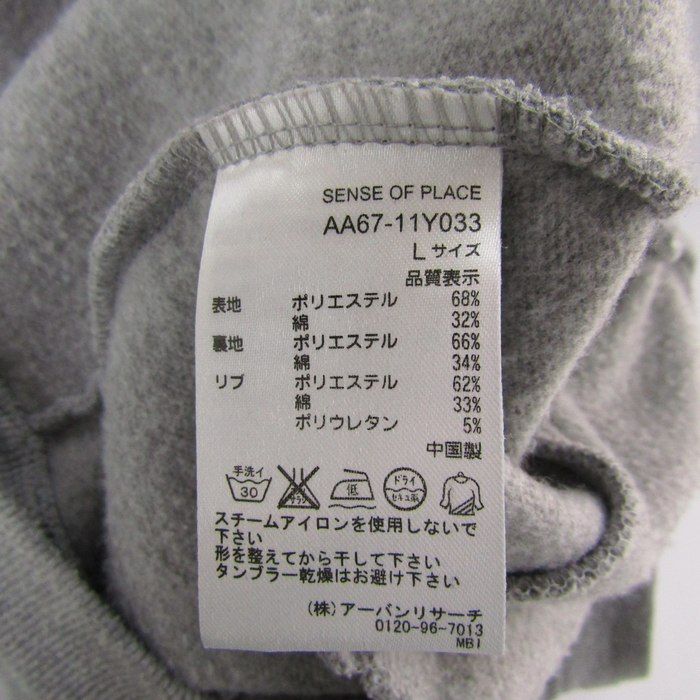 SENSE OF PLACE
AA67-11Y033
L サイズ
品質表示
表地 ポリエステル 68%
綿 32%
裏地 ポリエステル 66%
綿 34%
リブ ポリエステル 62%
綿 33%
ポリウレタン 5%
中国製
手洗イ 30 低 ドライ セキユ系
スチームアイロンを使用しないで
下さい
形を整えてから干して下さい
タンブラー乾燥はお避け下さい
(株) アーバンリサーチ
0120-96-7013
MBI